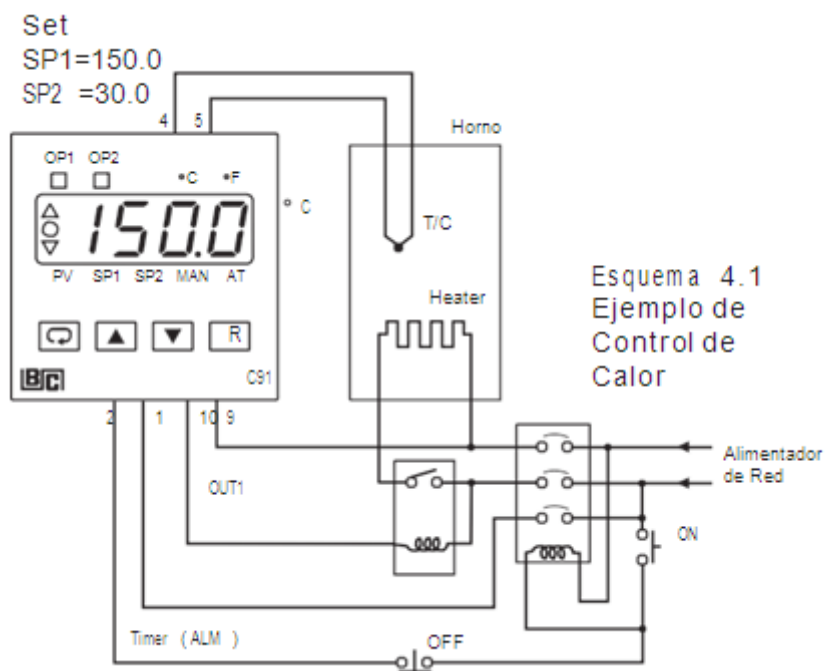 Set
SP1=150.0
SP2 =30.0
4 5
Horno
OP1 OP2
°C °F
150.0
° C
T/C
PV SP1 SP2 MAN AT
Heater
Esquema 4.1
Ejemplo de
Control de
Calor
R
BC
C91
2 1 10 9
Alimentador
de Red
OUT1
ON
Timer ( ALM )
OFF